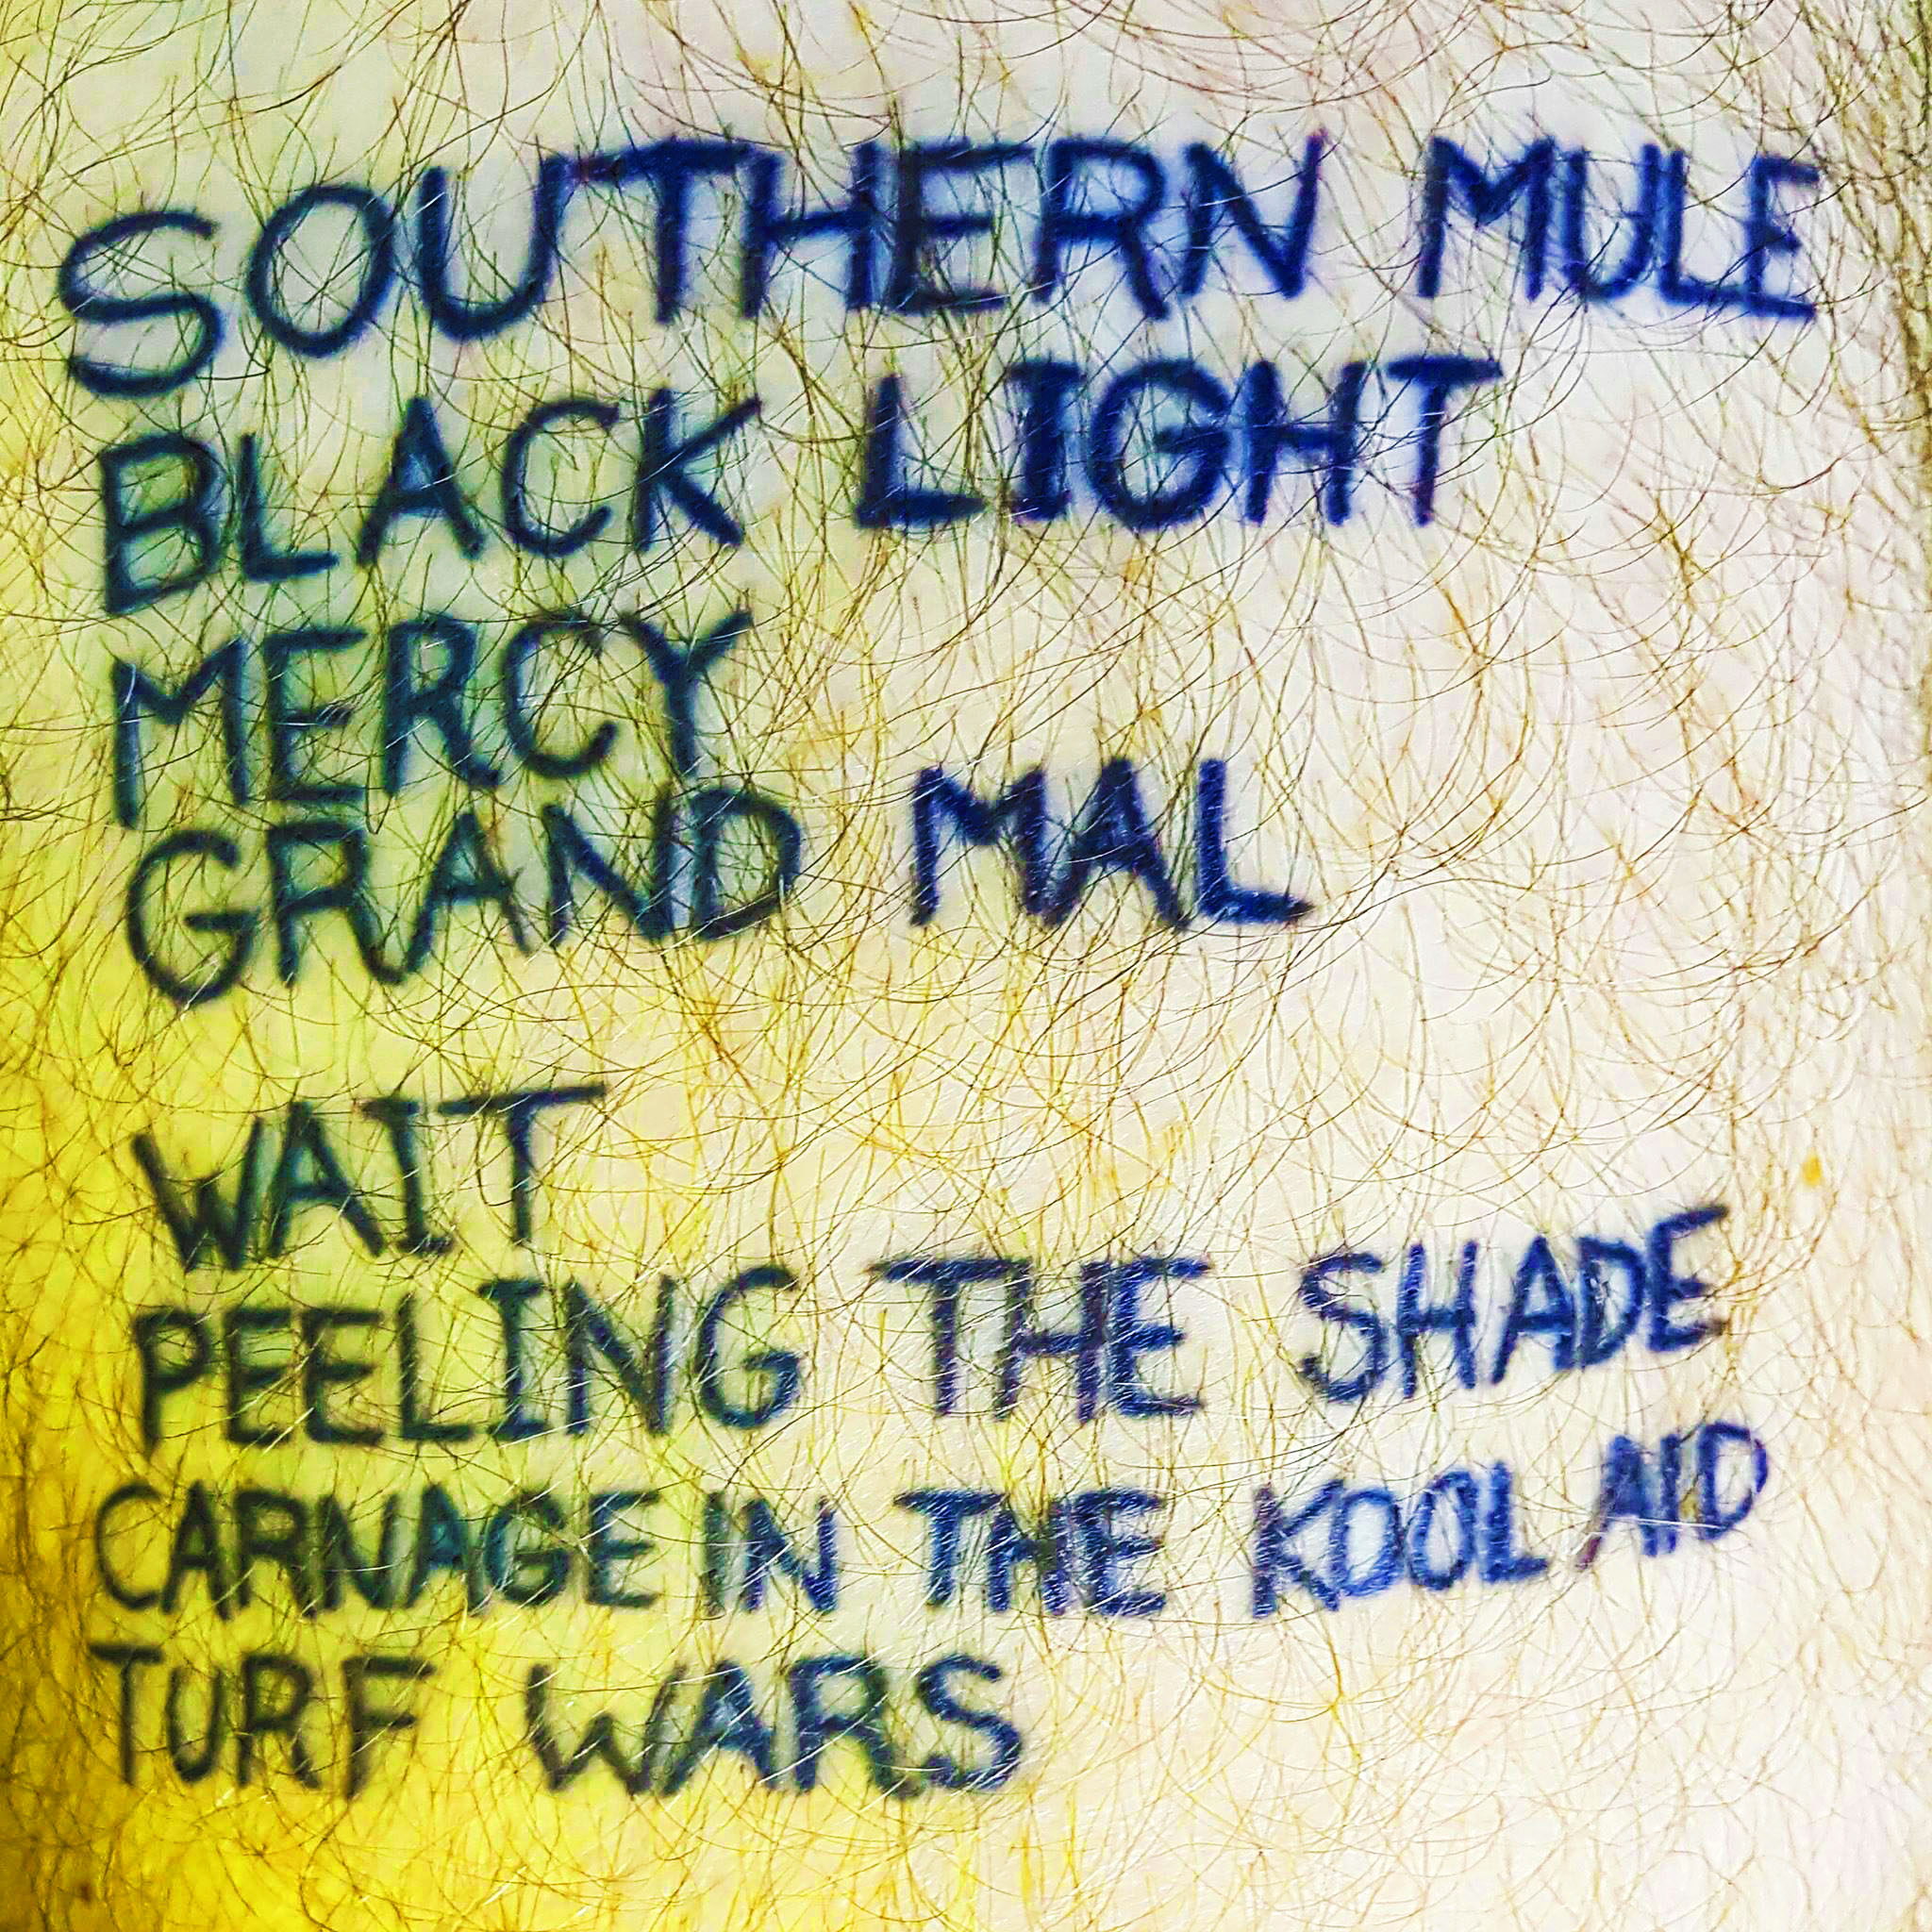 SOUTHERN MULE
BLACK LIGHT
MERCY
GRAND MAL
WAIT
PEELING THE SHADE
CARNAGE IN THE KOOL AID
TURF WARS